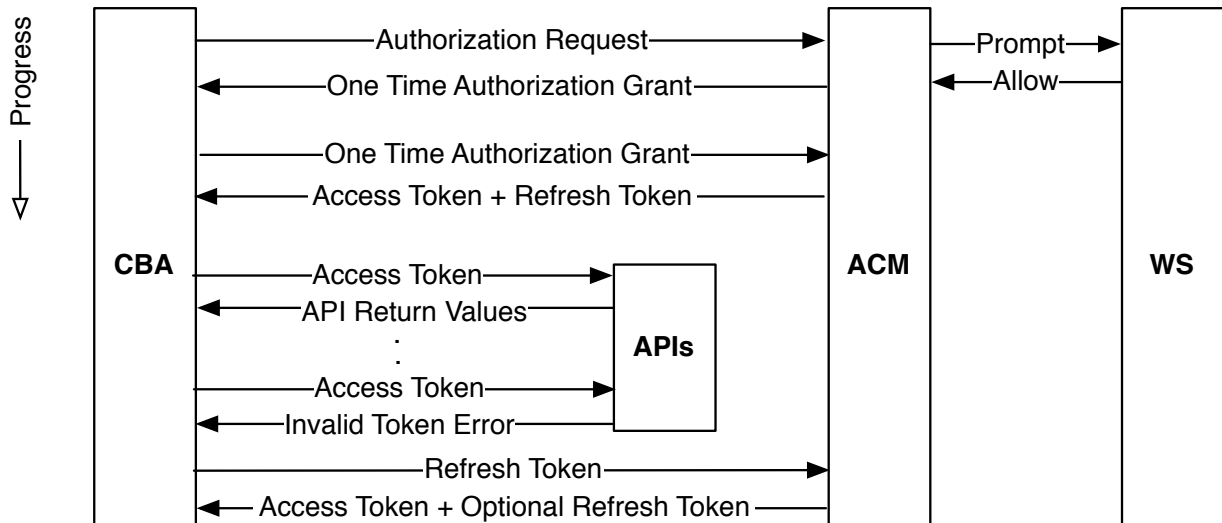 Progress
Authorization Request
Prompt
One Time Authorization Grant
Allow
One Time Authorization Grant
Access Token + Refresh Token
CBA
ACM
WS
Access Token
API Return Values
APIs
Access Token
Invalid Token Error
Refresh Token
Access Token + Optional Refresh Token